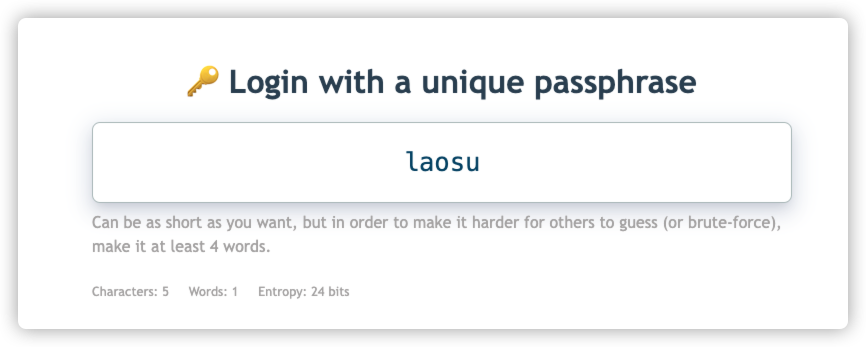 🔑 Login with a unique passphrase
laosu
Can be as short as you want, but in order to make it harder for others to guess (or brute-force),
make it at least 4 words.
Characters: 5 Words: 1 Entropy: 24 bits